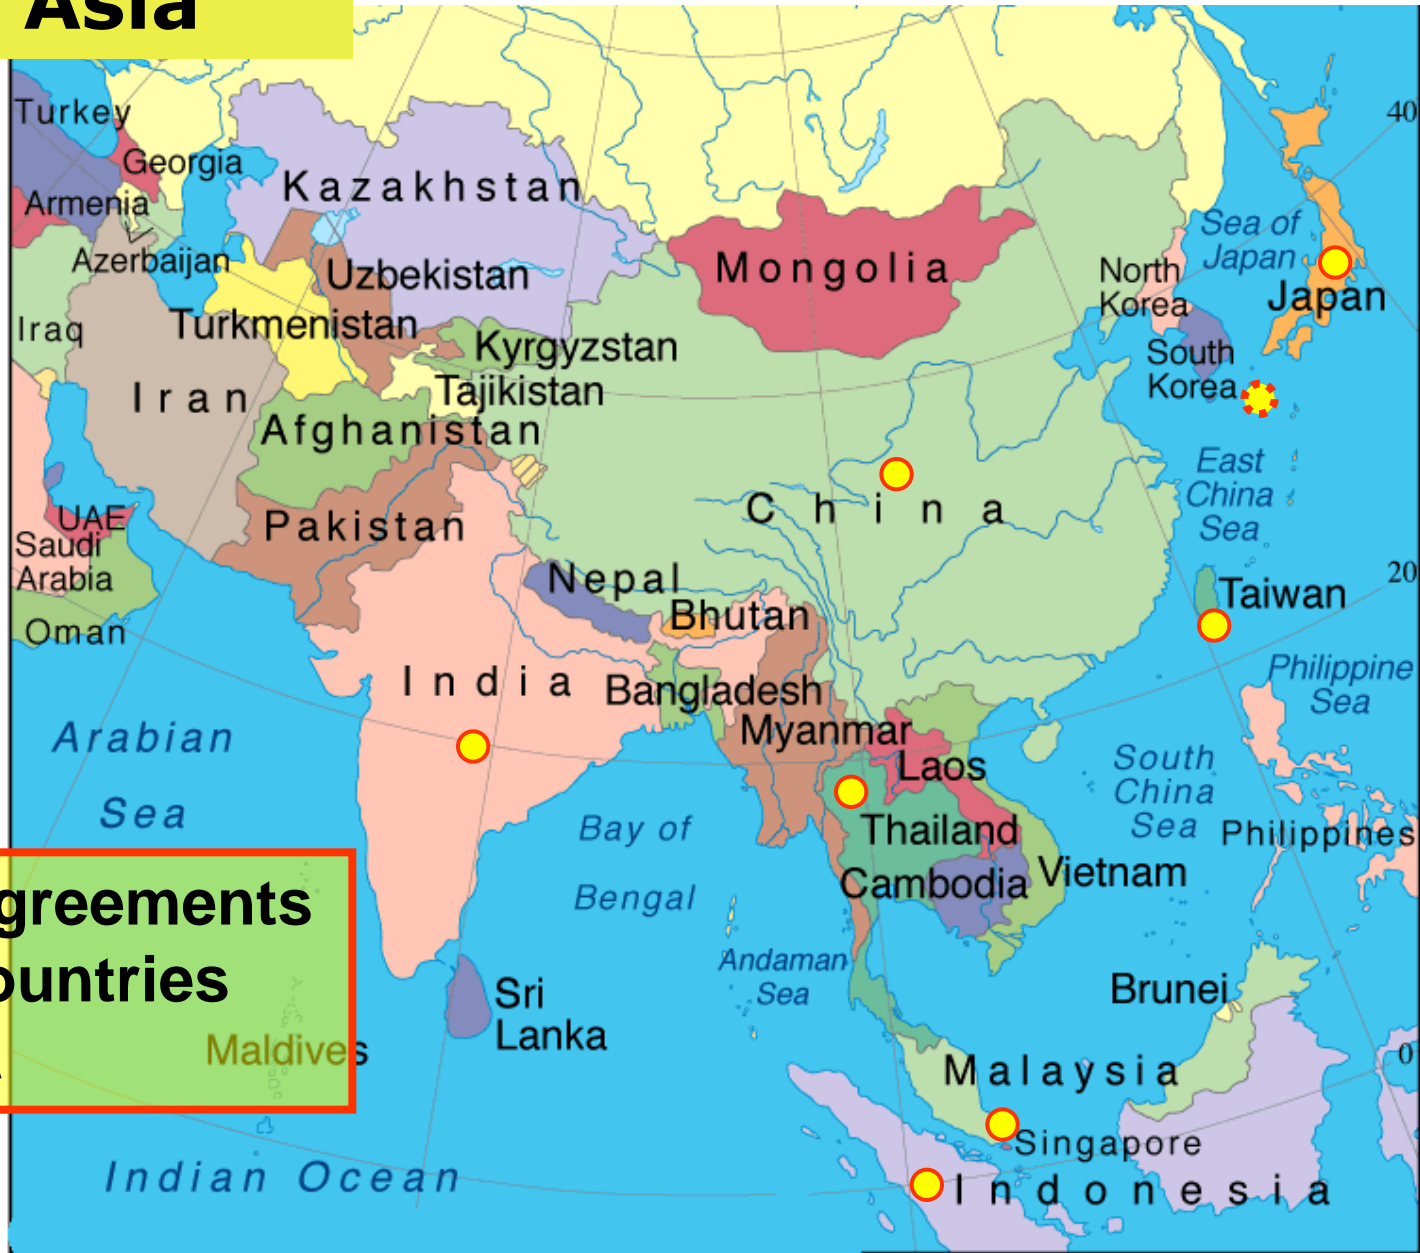 Asia
Turkey
Georgia
Armenia
Azerbaijan
Kazakhstan
Uzbekistan
Turkmenistan
Kyrgyzstan
Tajikistan
Iraq
Iran
Afghanistan
Pakistan
UAE
Saudi
Arabia
Oman
Mongolia
China
North
Korea
South
Korea
Sea of
Japan
Japan
40
East
China
Sea
20
Taiwan
Philippine
Sea
Nepal
Bhutan
India
Bangladesh
Myanmar
Laos
Thailand
Cambodia
Vietnam
South
China
Sea
Philippines
Arabian
Sea
Bay of
Bengal
Andaman
Sea
greements
ountries
Maldives
Sri
Lanka
Brunei
Malaysia
0
Singapore
Indonesia
Indian Ocean